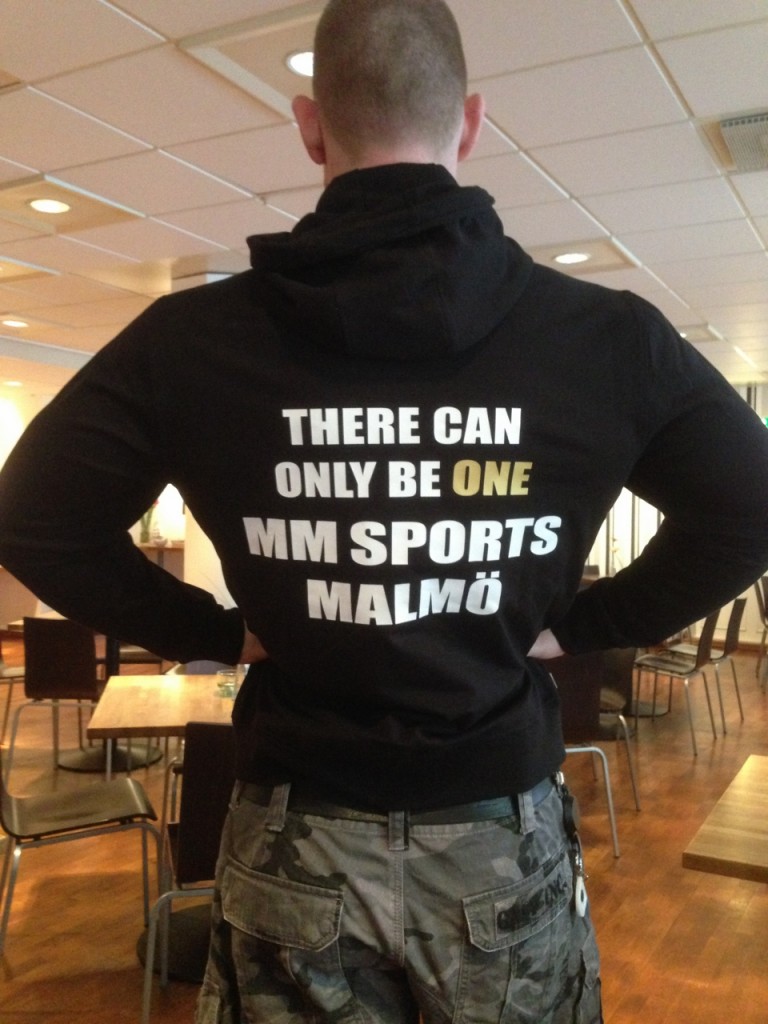 THERE CAN
ONLY BE ONE
MM SPORTS
MALMÖ